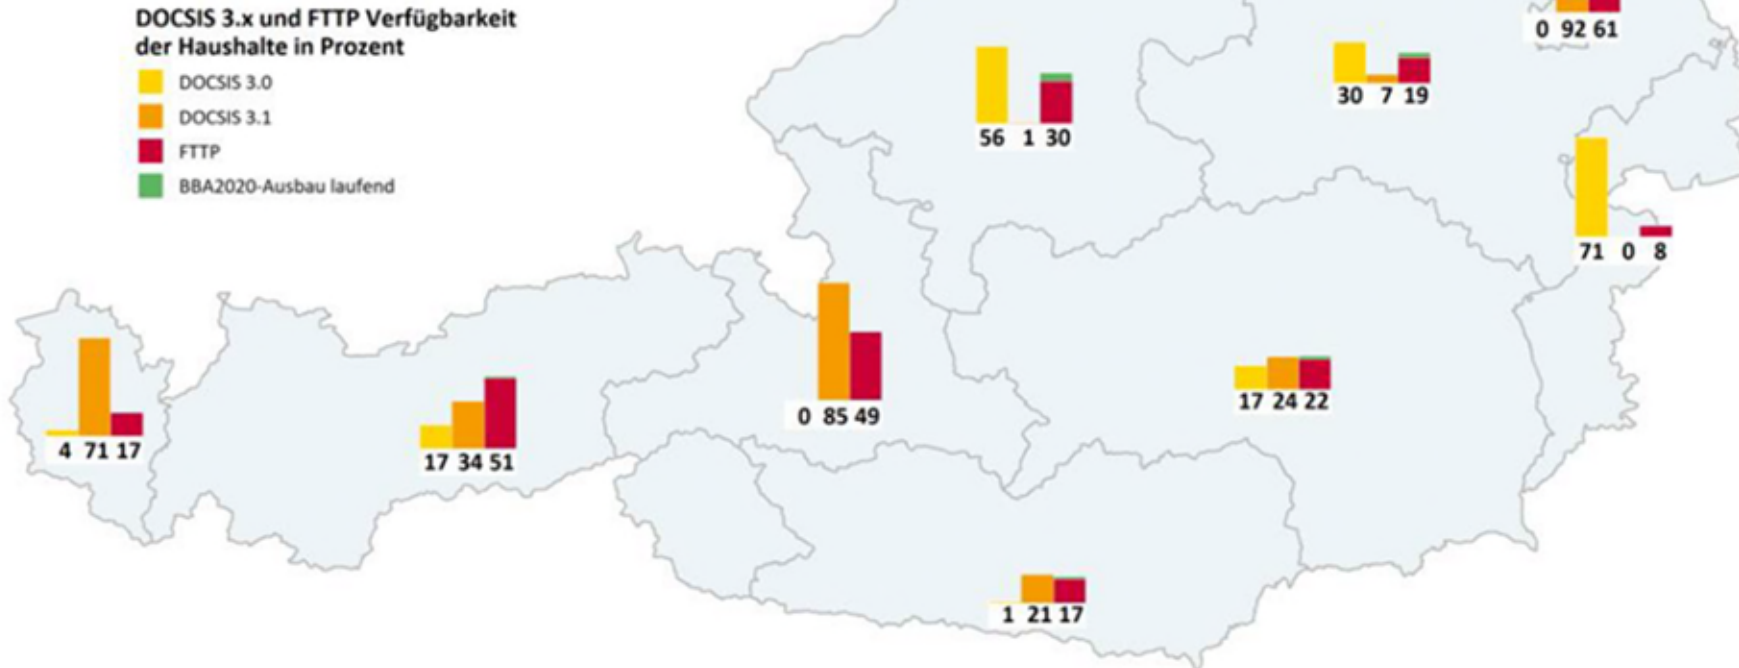 DOCSIS 3.x und FTTP Verfügbarkeit
der Haushalte in Prozent
DOCSIS 3.0
DOCSIS 3.1
FTTP
BBA2020-Ausbau laufend
0 92 61
30 7 19
56 1 30
71 0 8
0 85 49
17 24 22
4 71 17
17 34 51
1 21 17